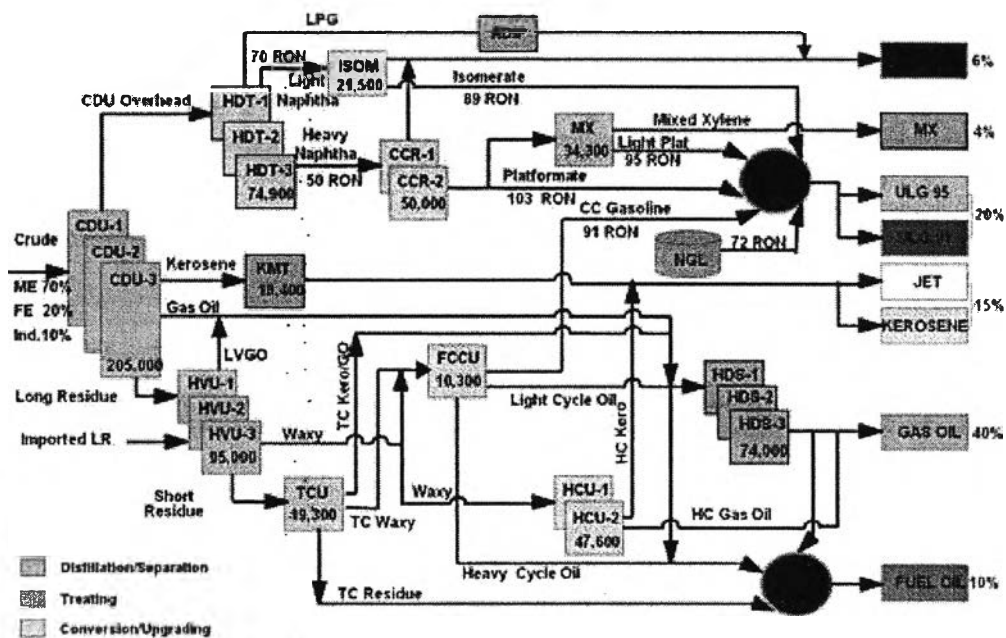 LPG
ADIP
6%
70 RON
ISOM
21,500
Light
Naphtha
Isomerate
89 RON
CDU Overhead
HDT-1
HDT-2
HDT-3
74,900
Heavy
Naphtha
50 RON
CCR-1
CCR-2
50,000
MX
34,300
Mixed Xylene
Light Plat
95 RON
MX
4%
Platformate
103 RON
ULG 95
20%
CC Gasoline
91 RON
NGL
72 RON
CDU-1
CDU-2
CDU-3
205,000
Crude
ME 70%
FE 20%
Ind.10%
Kerosene
KMT
18,400
JET
15%
KEROSENE
Gas Oil
LVGO
TC Kero/GO
FCCU
10,300
Light Cycle Oil
HC Kero
HDS-1
HDS-2
HDS-3
74,000
GAS OIL
40%
Long Residue
HVU-1
HVU-2
HVU-3
95,000
Imported LR.
Waxy
Short
Residue
TCU
19,300
TC Waxy
Waxy
HCU-1
HCU-2
47,600
HC Gas Oil
Heavy Cycle Oil
TC Residue
FUEL OIL
10%
Distillation/Separation
Treating
Conversion/Upgrading